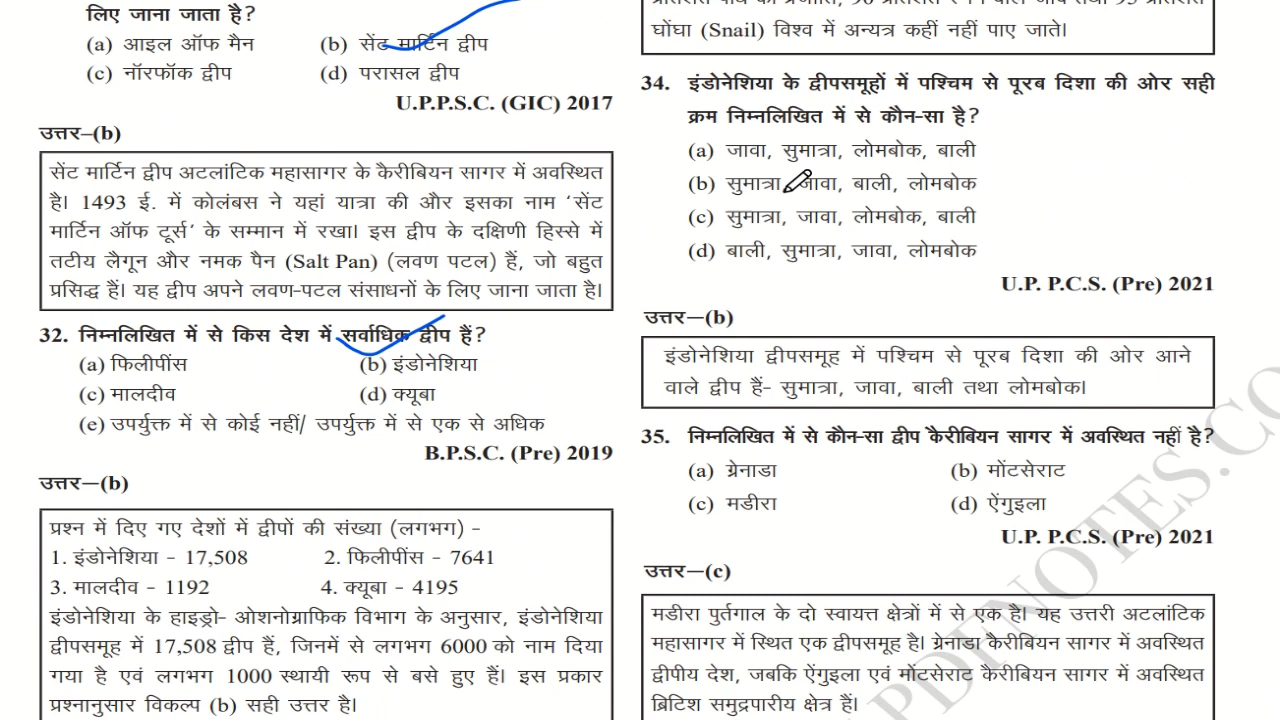 लिए जाना जाता है?
(a) आइल ऑफ मैन (b) सेंट मार्टिन द्वीप
(c) नॉरफॉक द्वीप (d) परासल द्वीप
U.P.P.S.C. (GIC) 2017
उत्तर–(b)
सेंट मार्टिन द्वीप अटलांटिक महासागर के कैरीबियन सागर में अवस्थित
है। 1493 ई. में कोलंबस ने यहां यात्रा की और इसका नाम 'सेंट
मार्टिन ऑफ टूर्स' के सम्मान में रखा। इस द्वीप के दक्षिणी हिस्से में
तटीय लैगून और नमक पैन (Salt Pan) (लवण पटल) हैं, जो बहुत
प्रसिद्ध हैं। यह द्वीप अपने लवण-पटल संसाधनों के लिए जाना जाता है।
32. निम्नलिखित में से किस देश में सर्वाधिक द्वीप हैं?
(a) फिलीपींस (b) इंडोनेशिया
(c) मालदीव (d) क्यूबा
(e) उपर्युक्त में से कोई नहीं/ उपर्युक्त में से एक से अधिक
B.P.S.C. (Pre) 2019
उत्तर—(b)
प्रश्न में दिए गए देशों में द्वीपों की संख्या (लगभग) –
1. इंडोनेशिया - 17,508 2. फिलीपींस - 7641
3. मालदीव - 1192 4. क्यूबा - 4195
इंडोनेशिया के हाइड्रो- ओशनोग्राफिक विभाग के अनुसार, इंडोनेशिया
द्वीपसमूह में 17,508 द्वीप हैं, जिनमें से लगभग 6000 को नाम दिया
गया है एवं लगभग 1000 स्थायी रूप से बसे हुए हैं। इस प्रकार
प्रश्नानुसार विकल्प (b) सही उत्तर है।
घोंघा (Snail) विश्व में अन्यत्र कहीं नहीं पाए जाते।
34. इंडोनेशिया के द्वीपसमूहों में पश्चिम से पूरब दिशा की ओर सही
क्रम निम्नलिखित में से कौन-सा है?
(a) जावा, सुमात्रा, लोमबोक, बाली
(b) सुमात्रा, जावा, बाली, लोमबोक
(c) सुमात्रा, जावा, लोमबोक, बाली
(d) बाली, सुमात्रा, जावा, लोमबोक
U.P. P.C.S. (Pre) 2021
उत्तर—(b)
इंडोनेशिया द्वीपसमूह में पश्चिम से पूरब दिशा की ओर आने
वाले द्वीप हैं- सुमात्रा, जावा, बाली तथा लोमबोक।
35. निम्नलिखित में से कौन-सा द्वीप कैरीबियन सागर में अवस्थित नहीं है?
(a) ग्रेनाडा (b) मोंटसेराट
(c) मडीरा (d) ऐंगुइला
U.P. P.C.S. (Pre) 2021
उत्तर—(c)
मडीरा पुर्तगाल के दो स्वायत्त क्षेत्रों में से एक है। यह उत्तरी अटलांटिक
महासागर में स्थित एक द्वीपसमूह है। ग्रेनाडा कैरीबियन सागर में अवस्थित
द्वीपीय देश, जबकि ऐंगुइला एवं मोंटसेराट कैरीबियन सागर में अवस्थित
ब्रिटिश समुद्रपारीय क्षेत्र हैं।
PDFNOTES.CO